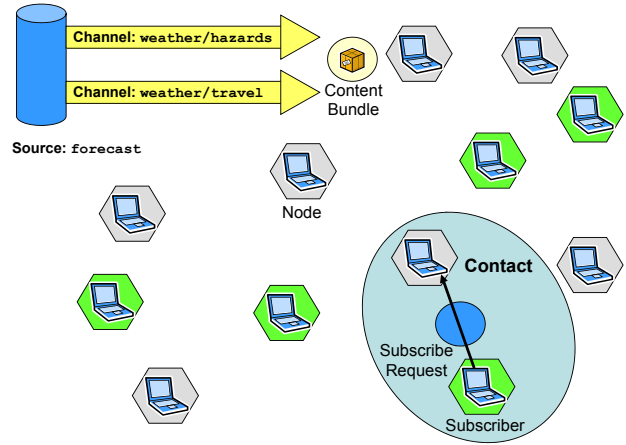 Channel: weather/hazards
Channel: weather/travel
Content
Bundle
Source: forecast
Node
Contact
Subscribe
Request
Subscriber